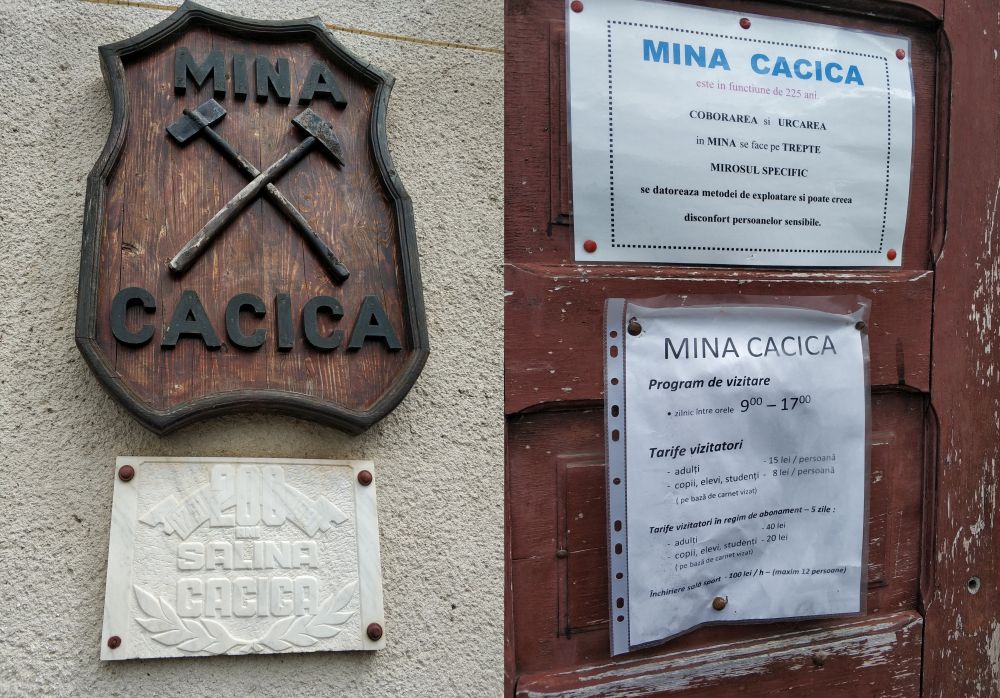 MINA
CACICA
200
SALINA
CACICA
MINA CACICA
este in functiune de 225 ani.
COBORAREA si URCAREA
in MINA se face pe TREPTE
MIROSUL SPECIFIC
se datoreaza metodei de exploatare si poate creea
disconfort persoanelor sensibile.
MINA CACICA
Program de vizitare
• zilnic între orele 9⁰⁰ – 17⁰⁰
Tarife vizitatori
- adulți - 15 lei / persoană
- copii, elevi, studenți - 8 lei / persoană
( pe bază de carnet vizat)
Tarife vizitatori în regim de abonament – 5 zile :
- adulți - 40 lei
- copii, elevi, studenți - 20 lei
( pe bază de carnet vizat)
Închiriere sală sport - 100 lei / h – (maxim 12 persoane)